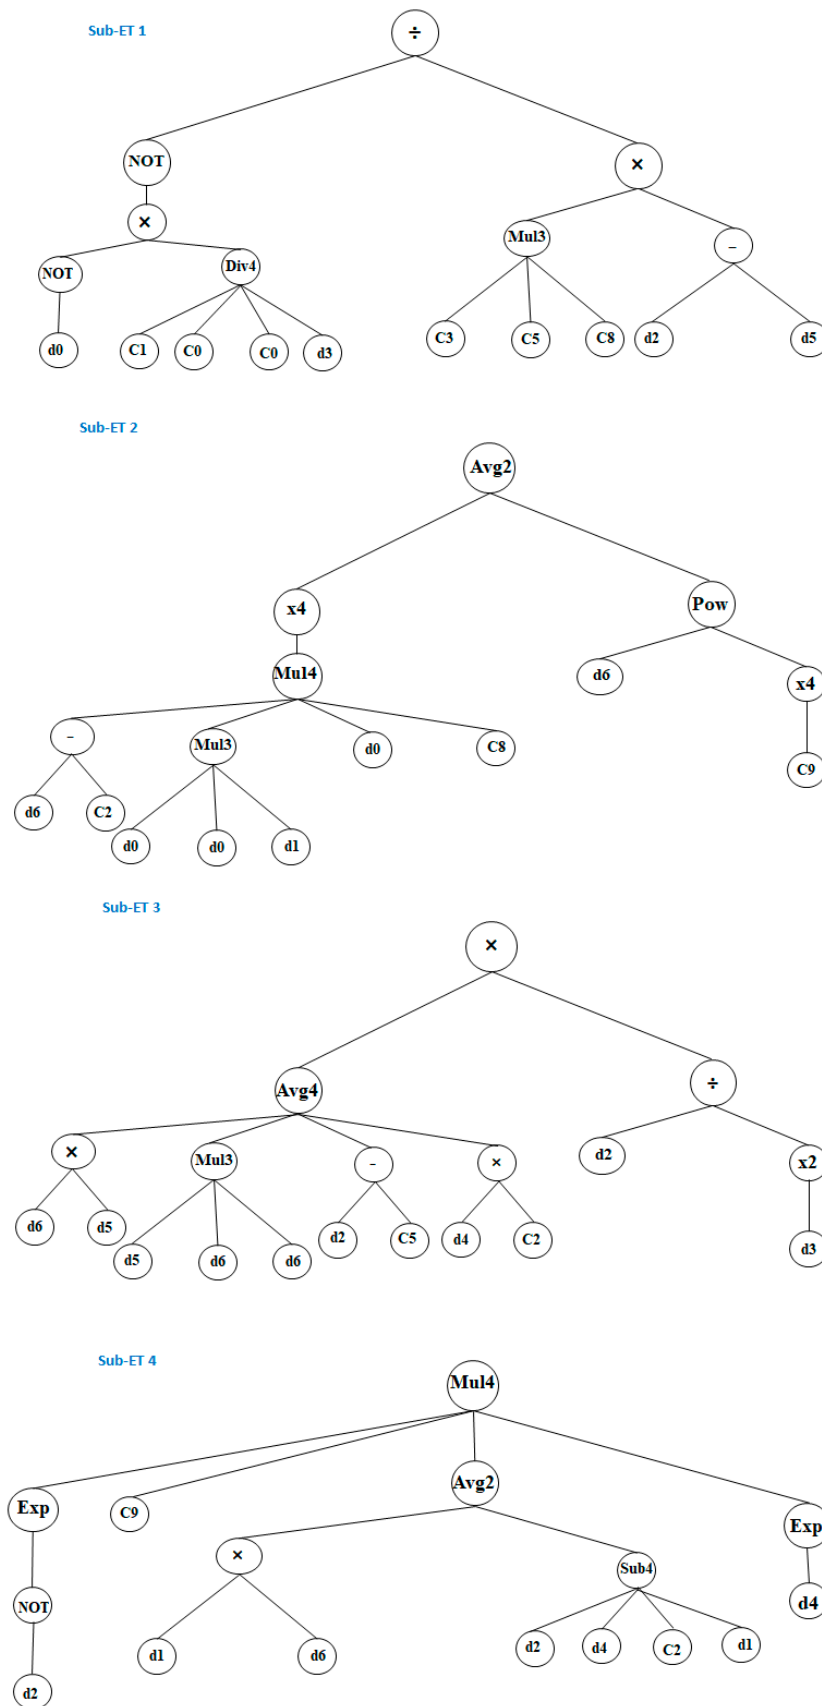 Sub-ET 1
÷
NOT
×
×
Mul3
–
NOT
Div4
d0
C1
C0
C0
d3
C3
C5
C8
d2
d5
Sub-ET 2
Avg2
x4
Pow
Mul4
d6
x4
–
Mul3
d0
C8
C9
d6
C2
d0
d0
d1
Sub-ET 3
×
Avg4
÷
×
Mul3
-
×
d2
x2
d6
d5
d5
d6
d6
d2
C5
d4
C2
d3
Sub-ET 4
Mul4
Exp
C9
Avg2
Exp
×
Sub4
NOT
d4
d1
d6
d2
d4
C2
d1
d2